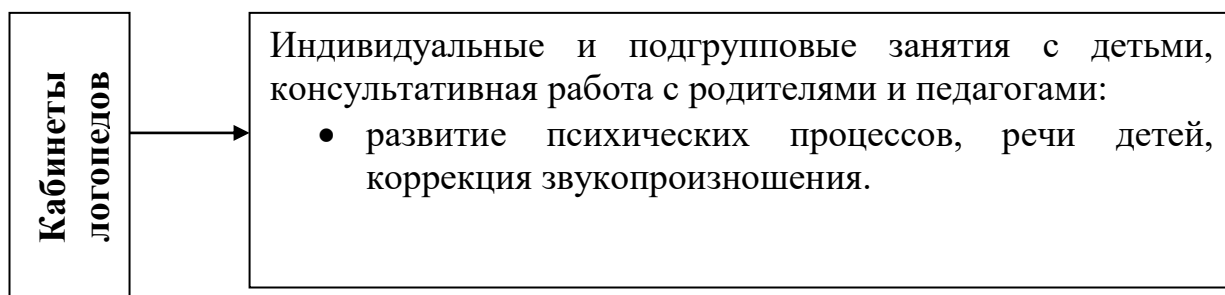 Кабинеты
логопедов
Индивидуальные и подгрупповые занятия с детьми,
консультативная работа с родителями и педагогами:
• развитие психических процессов, речи детей,
коррекция звукопроизношения.